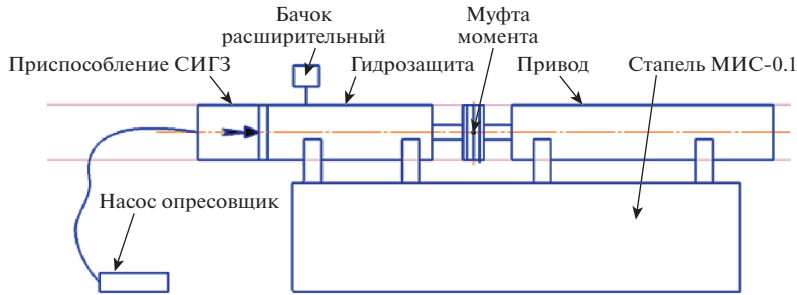 Бачок
расширительный
Муфта
момента
Приспособление СИГЗ
Гидрозащита
Привод
Стапель МИС-0.1
Насос опресовщик